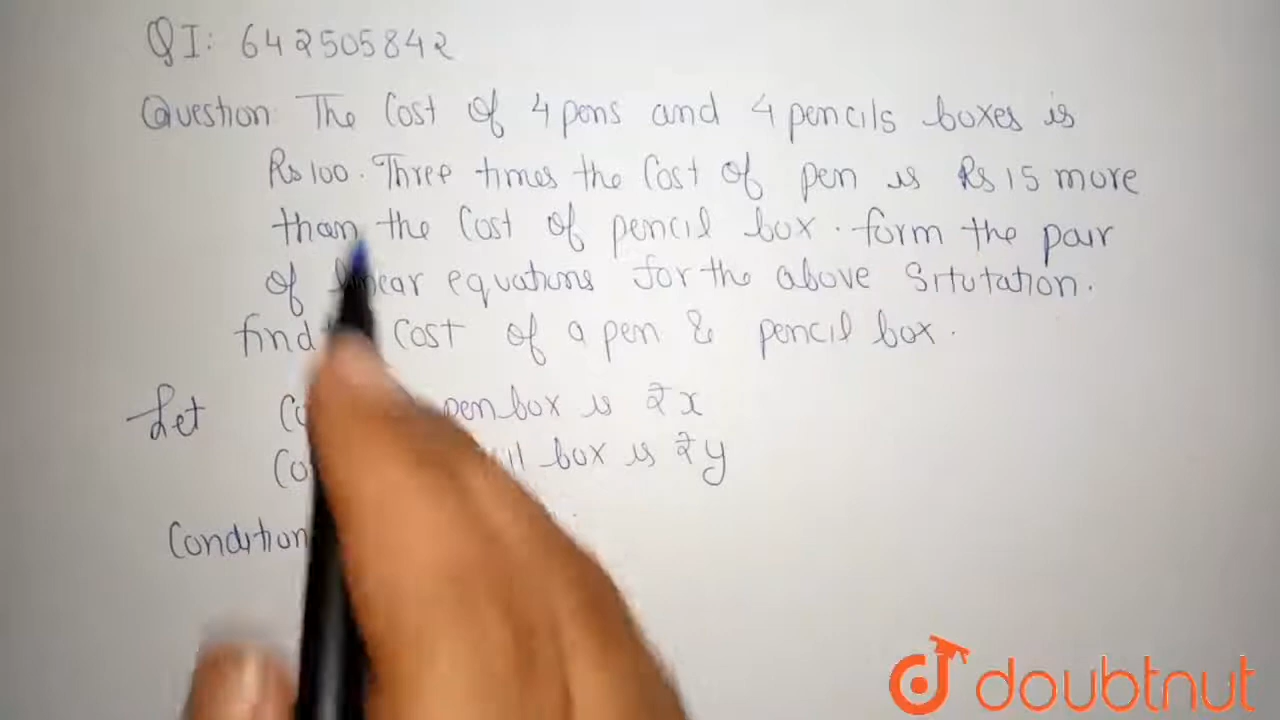 QI: 642505842
Question: The Cost of 4 pens and 4 pencils boxes is
Rs 100. Three times the Cost of pen is Rs 15 more
than the Cost of pencil box. form the pair
of linear equations for the above Situtation.
find cost of a pen & pencil box.
Let pen box is ₹ x
box is ₹ y
Condition
doubtnut